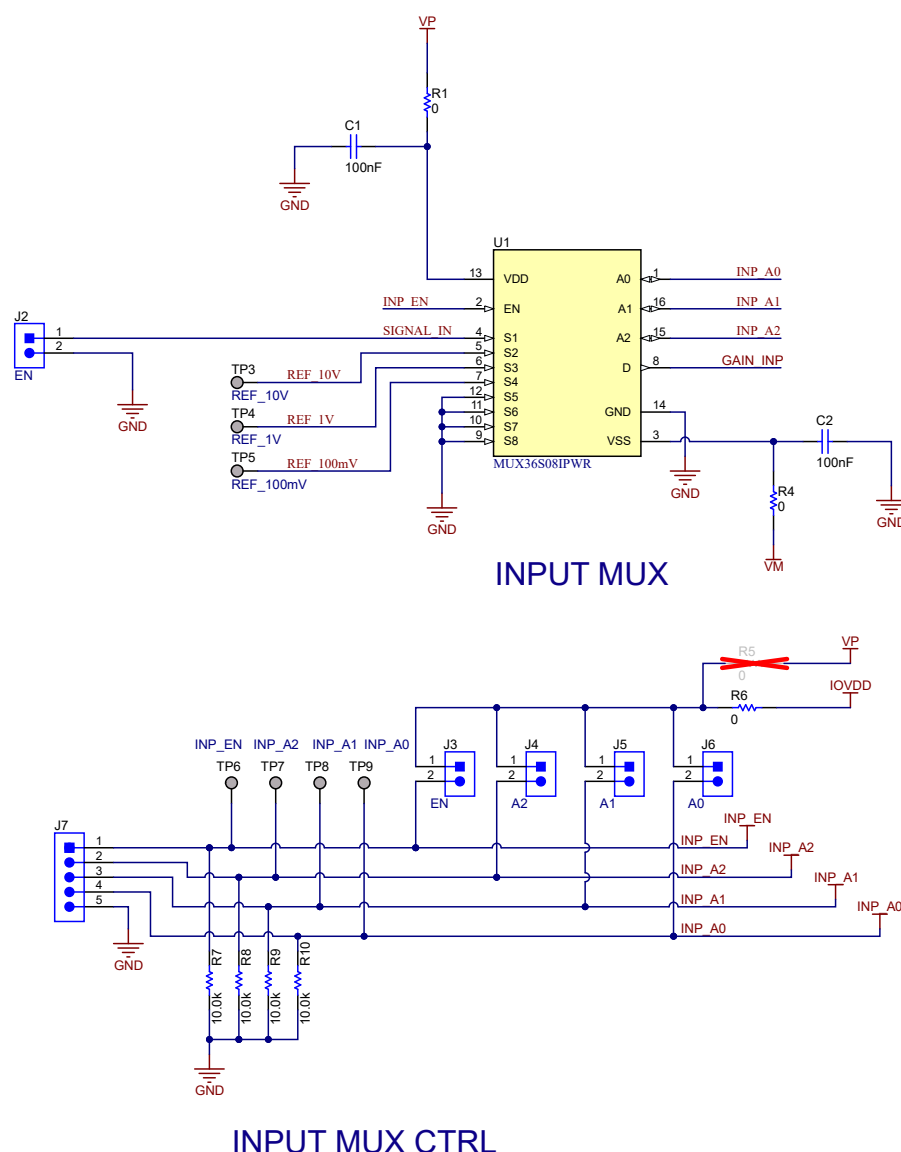 VP
R1
0
C1
100nF
GND
U1
13 VDD A0 1 INP_A0
INP_EN 2 EN A1 16 INP_A1
J2
1 SIGNAL_IN 4 S1 A2 15 INP_A2
2 5 S2
EN
GND
TP3 REF_10V 6 S3 D 8 GAIN_INP
REF_10V 7 S4
12 S5
TP4 REF_1V 11 S6 GND 14
REF_1V 10 S7
9 S8 VSS 3
TP5 REF_100mV
REF_100mV
MUX36S08IPWR
C2
100nF
GND
GND
R4
0
GND
GND
VM
INPUT MUX
VP
R5
0
IOVDD
R6
0
INP_EN INP_A2 INP_A1 INP_A0
TP6 TP7 TP8 TP9
J3 J4 J5 J6
1 1 1 1
2 2 2 2
EN A2 A1 A0
J7
1 INP_EN INP_EN
2 INP_A2 INP_A2
3 INP_A1 INP_A1
4 INP_A0 INP_A0
5
GND
R7 R8 R9 R10
10.0k 10.0k 10.0k 10.0k
GND
INPUT MUX CTRL